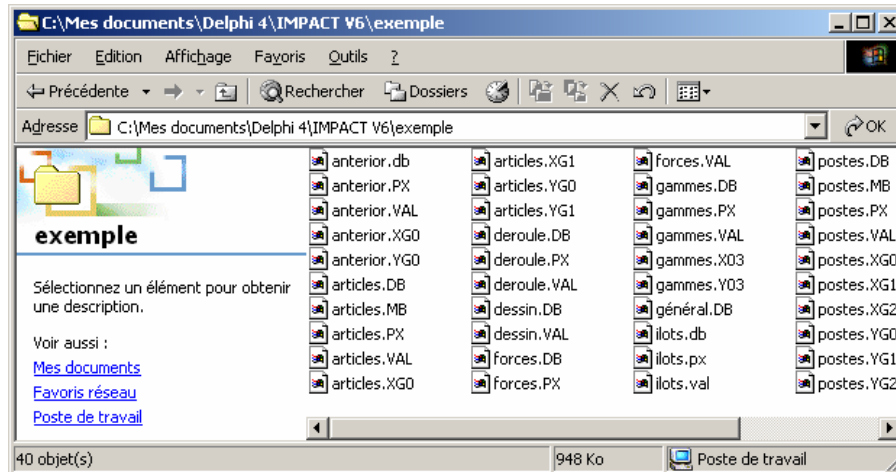 C:\Mes documents\Delphi 4\IMPACT V6\exemple
Fichier Edition Affichage Favoris Outils ?
Précédente Rechercher Dossiers
Adresse C:\Mes documents\Delphi 4\IMPACT V6\exemple OK
exemple
Sélectionnez un élément pour obtenir
une description.
Voir aussi :
Mes documents
Favoris réseau
Poste de travail
anterior.db
anterior.PX
anterior.VAL
anterior.XG0
anterior.YG0
articles.DB
articles.MB
articles.PX
articles.VAL
articles.XG0
articles.XG1
articles.YG0
articles.YG1
deroule.DB
deroule.PX
deroule.VAL
dessin.DB
dessin.VAL
forces.DB
forces.PX
forces.VAL
gammes.DB
gammes.PX
gammes.VAL
gammes.X03
gammes.Y03
général.DB
ilots.db
ilots.px
ilots.val
postes.DB
postes.MB
postes.PX
postes.VAL
postes.XG0
postes.XG1
postes.XG2
postes.YG0
postes.YG1
postes.YG2
40 objet(s) 948 Ko Poste de travail